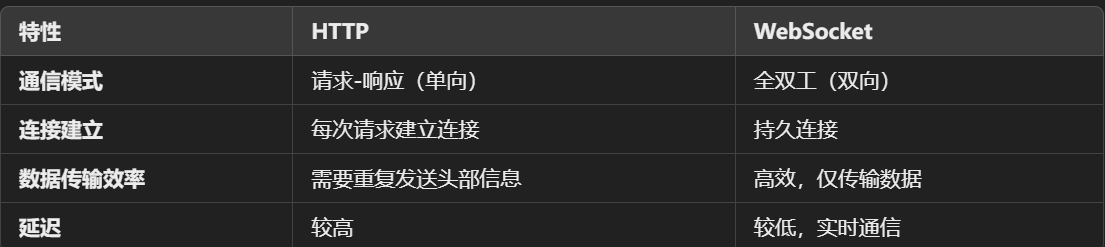 特性 HTTP WebSocket
通信模式 请求-响应（单向） 全双工（双向）
连接建立 每次请求建立连接 持久连接
数据传输效率 需要重复发送头部信息 高效，仅传输数据
延迟 较高 较低，实时通信